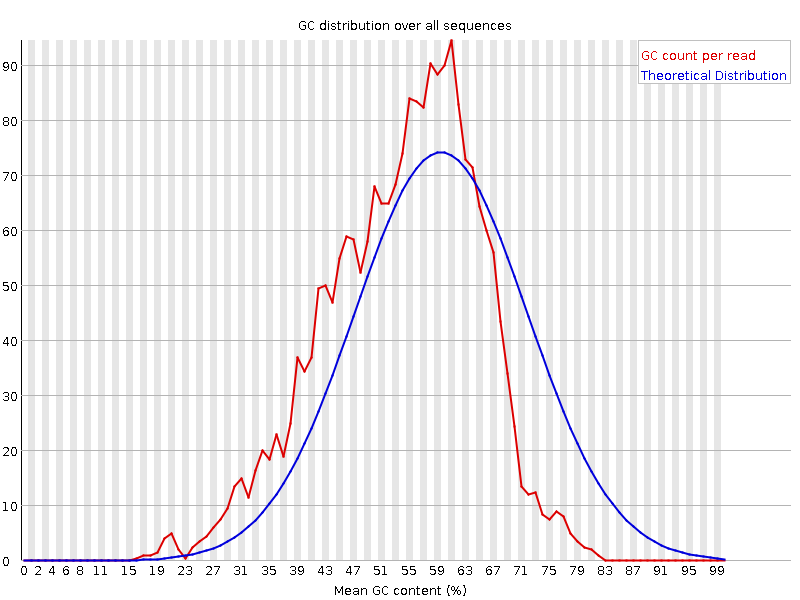 GC distribution over all sequences
GC count per read
Theoretical Distribution
90
80
70
60
50
40
30
20
10
0
0 2 4 6 8 11 15 19 23 27 31 35 39 43 47 51 55 59 63 67 71 75 79 83 87 91 95 99
Mean GC content (%)